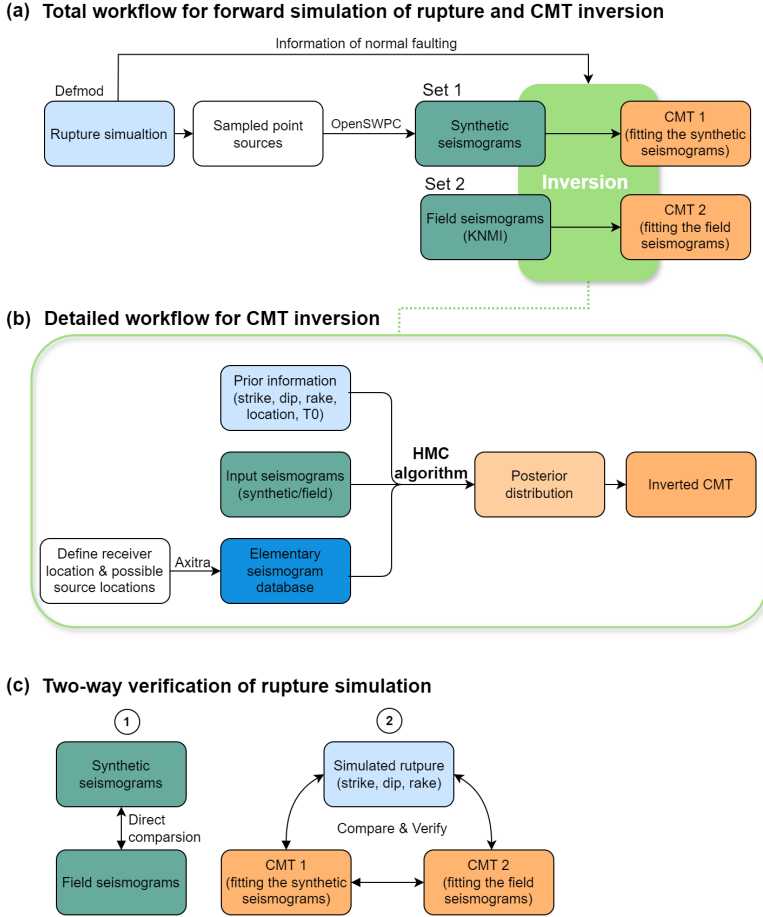 (a) Total workflow for forward simulation of rupture and CMT inversion
Information of normal faulting
Defmod
Rupture simualtion
Sampled point
sources
OpenSWPC
Set 1
Synthetic
seismograms
CMT 1
(fitting the synthetic
seismograms)
Inversion
Set 2
Field seismograms
(KNMI)
CMT 2
(fitting the field
seismograms)
(b) Detailed workflow for CMT inversion
Prior information
(strike, dip, rake,
location, T0)
Input seismograms
(synthetic/field)
HMC
algorithm
Posterior
distribution
Inverted CMT
Define receiver
location & possible
source locations
Axitra
Elementary
seismogram
database
(c) Two-way verification of rupture simulation
1
Synthetic
seismograms
Direct
comparsion
Field seismograms
2
Simulated rutpure
(strike, dip, rake)
Compare & Verify
CMT 1
(fitting the synthetic
seismograms)
CMT 2
(fitting the field
seismograms)